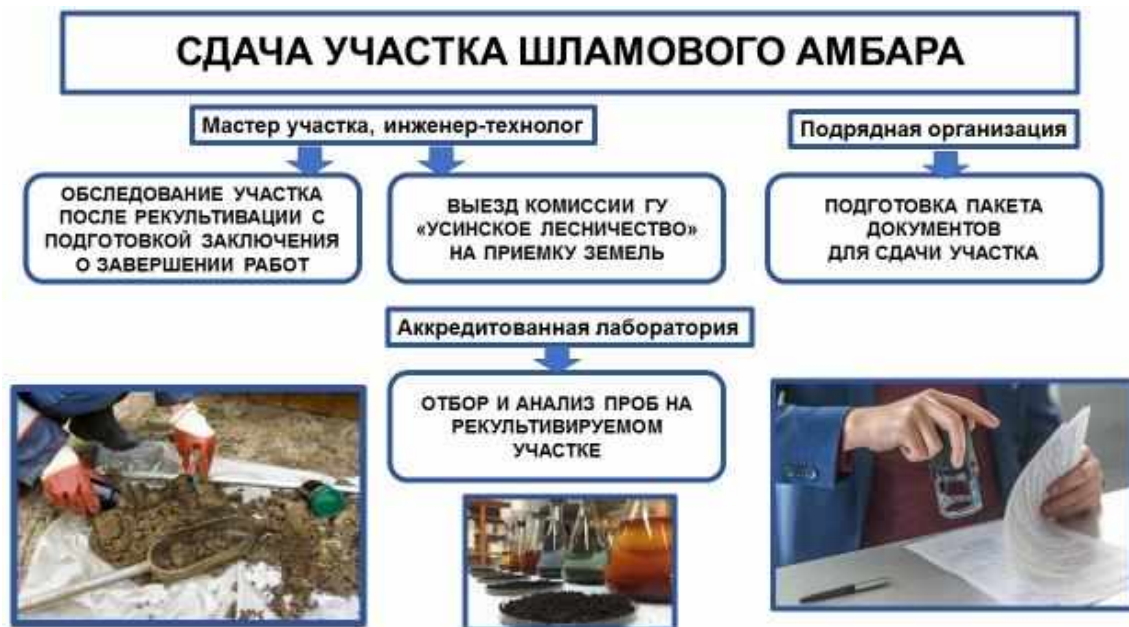 СДАЧА УЧАСТКА ШЛАМОВОГО АМБАРА
Мастер участка, инженер-технолог
Подрядная организация
ОБСЛЕДОВАНИЕ УЧАСТКА
ПОСЛЕ РЕКУЛЬТИВАЦИИ С
ПОДГОТОВКОЙ ЗАКЛЮЧЕНИЯ
О ЗАВЕРШЕНИИ РАБОТ
ВЫЕЗД КОМИССИИ ГУ
«УСИНСКОЕ ЛЕСНИЧЕСТВО»
НА ПРИЕМКУ ЗЕМЕЛЬ
ПОДГОТОВКА ПАКЕТА
ДОКУМЕНТОВ
ДЛЯ СДАЧИ УЧАСТКА
Аккредитованная лаборатория
ОТБОР И АНАЛИЗ ПРОБ НА
РЕКУЛЬТИВИРУЕМОМ
УЧАСТКЕ